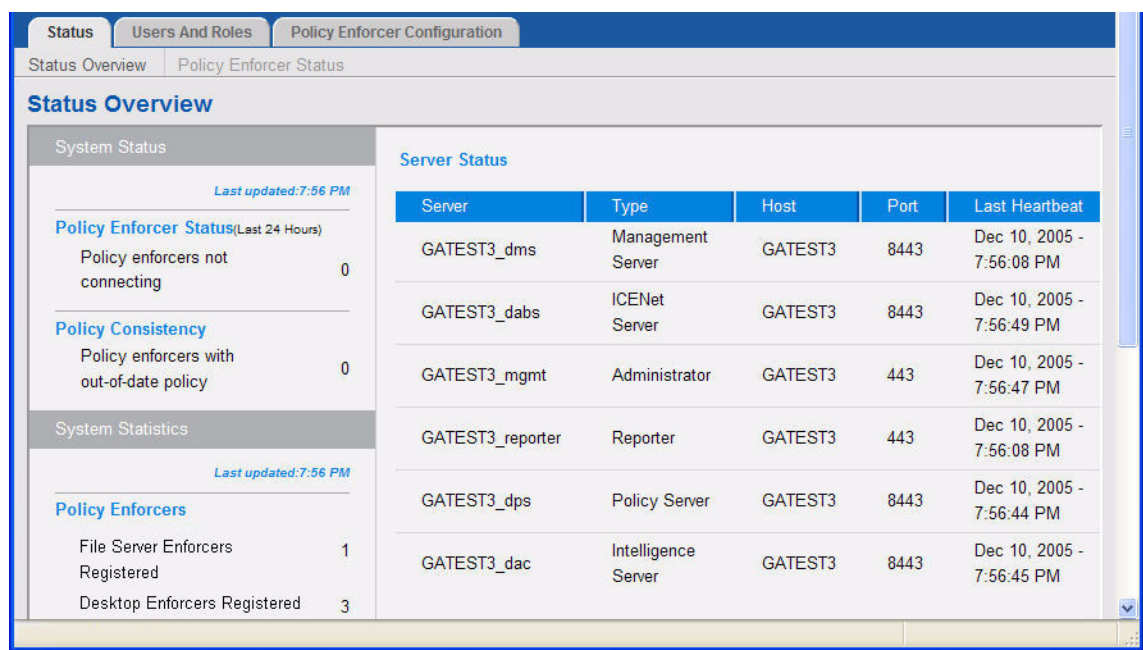 Status Users And Roles Policy Enforcer Configuration
Status Overview Policy Enforcer Status
Status Overview
System Status
Last updated:7:56 PM
Policy Enforcer Status(Last 24 Hours)
Policy enforcers not
connecting 0
Policy Consistency
Policy enforcers with
out-of-date policy 0
System Statistics
Last updated:7:56 PM
Policy Enforcers
File Server Enforcers
Registered 1
Desktop Enforcers Registered 3
Server Status
Server Type Host Port Last Heartbeat
GATEST3_dms Management Server GATEST3 8443 Dec 10, 2005 - 7:56:08 PM
GATEST3_dabs ICENet Server GATEST3 8443 Dec 10, 2005 - 7:56:49 PM
GATEST3_mgmt Administrator GATEST3 443 Dec 10, 2005 - 7:56:47 PM
GATEST3_reporter Reporter GATEST3 443 Dec 10, 2005 - 7:56:08 PM
GATEST3_dps Policy Server GATEST3 8443 Dec 10, 2005 - 7:56:44 PM
GATEST3_dac Intelligence Server GATEST3 8443 Dec 10, 2005 - 7:56:45 PM